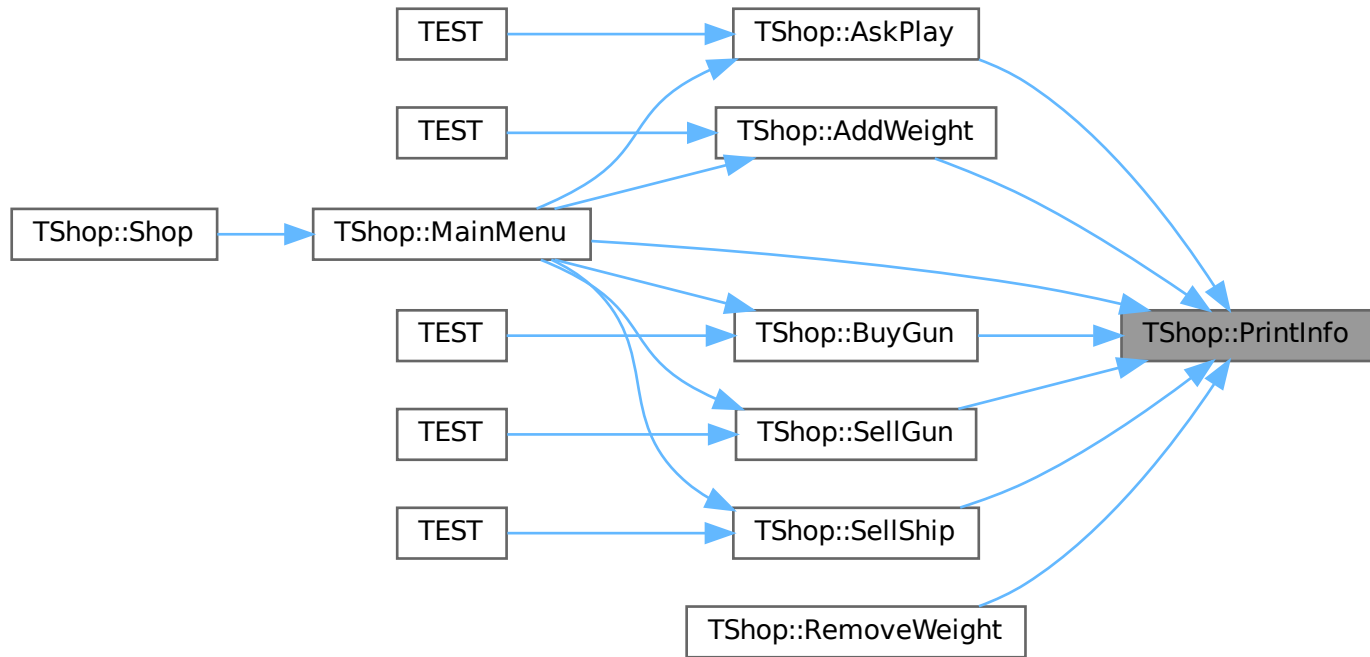 TEST
TShop::AskPlay
TEST
TShop::AddWeight
TShop::Shop
TShop::MainMenu
TEST
TShop::BuyGun
TShop::PrintInfo
TEST
TShop::SellGun
TEST
TShop::SellShip
TShop::RemoveWeight